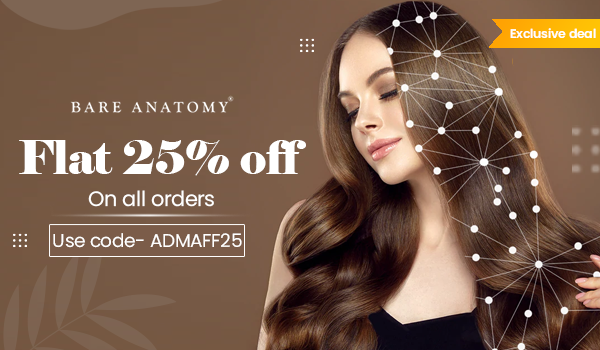 Exclusive deal
BARE ANATOMY®
Flat 25% off
On all orders
Use code- ADMAFF25